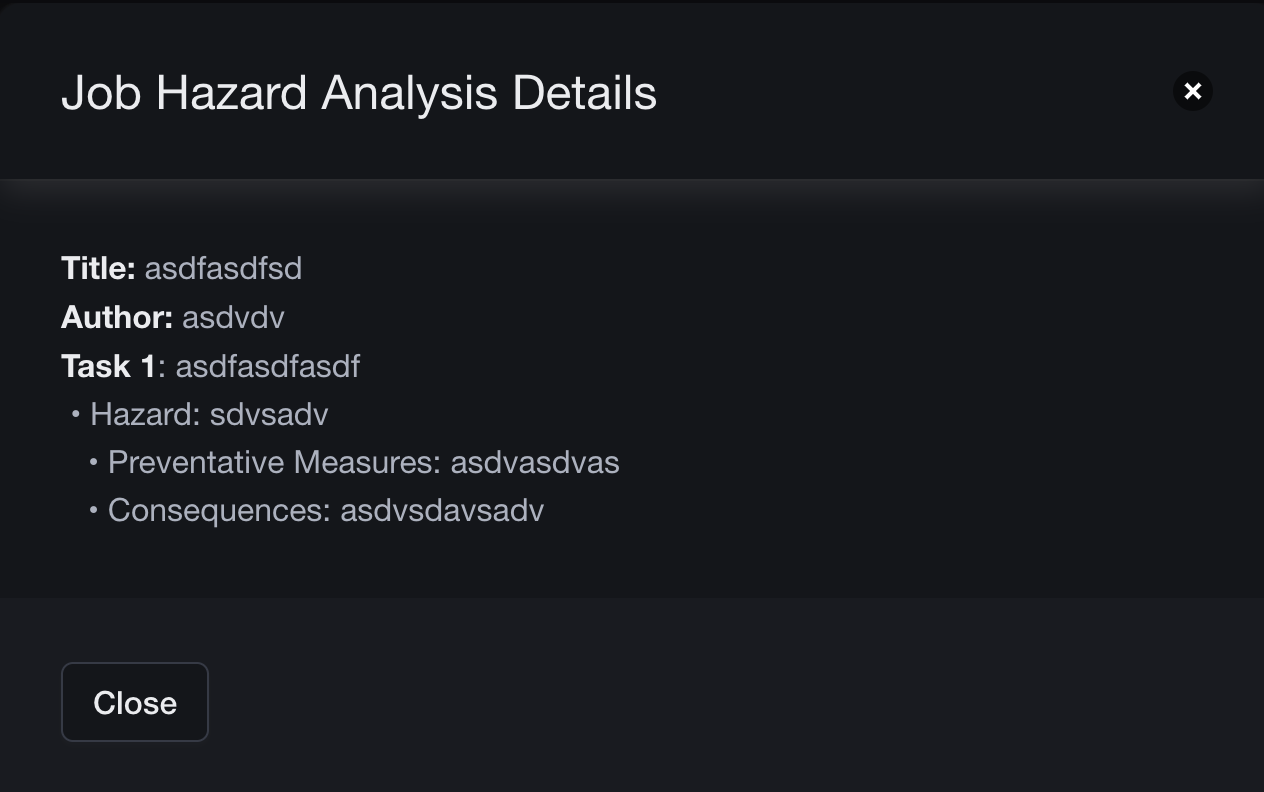 Job Hazard Analysis Details
Title: asdfasdfsd
Author: asdvdv
Task 1: asdfasdfasdf
• Hazard: sdvsadv
• Preventative Measures: asdvasdvas
• Consequences: asdvsdavsadv
Close